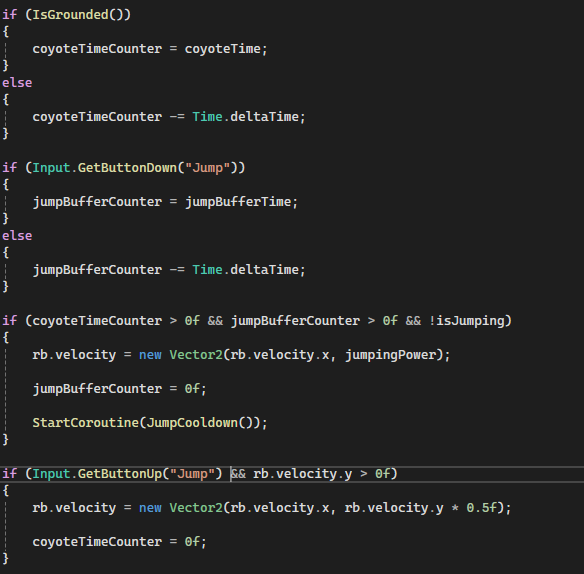 if (IsGrounded())
{
    coyoteTimeCounter = coyoteTime;
}
else
{
    coyoteTimeCounter -= Time.deltaTime;
}

if (Input.GetButtonDown("Jump"))
{
    jumpBufferCounter = jumpBufferTime;
}
else
{
    jumpBufferCounter -= Time.deltaTime;
}

if (coyoteTimeCounter > 0f && jumpBufferCounter > 0f && !isJumping)
{
    rb.velocity = new Vector2(rb.velocity.x, jumpingPower);

    jumpBufferCounter = 0f;

    StartCoroutine(JumpCooldown());
}

if (Input.GetButtonUp("Jump") && rb.velocity.y > 0f)
{
    rb.velocity = new Vector2(rb.velocity.x, rb.velocity.y * 0.5f);

    coyoteTimeCounter = 0f;
}